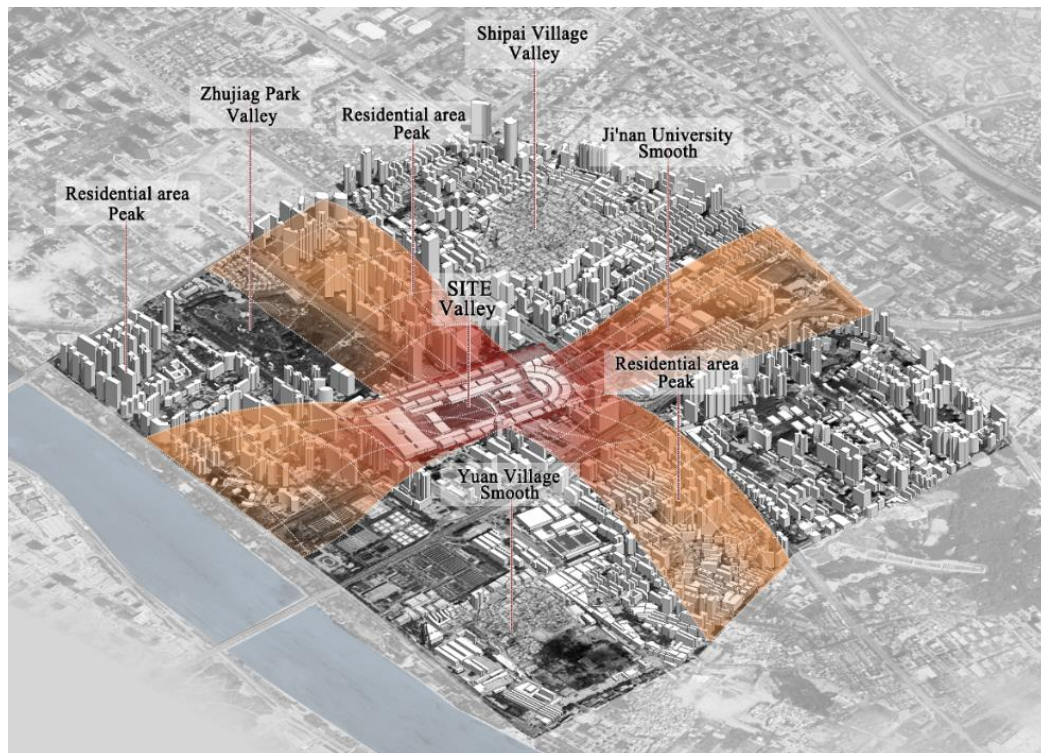 Shipai Village
Valley
Zhujiag Park
Valley
Residential area
Peak
Ji'nan University
Smooth
Residential area
Peak
SITE
Valley
Residential area
Peak
Yuan Village
Smooth